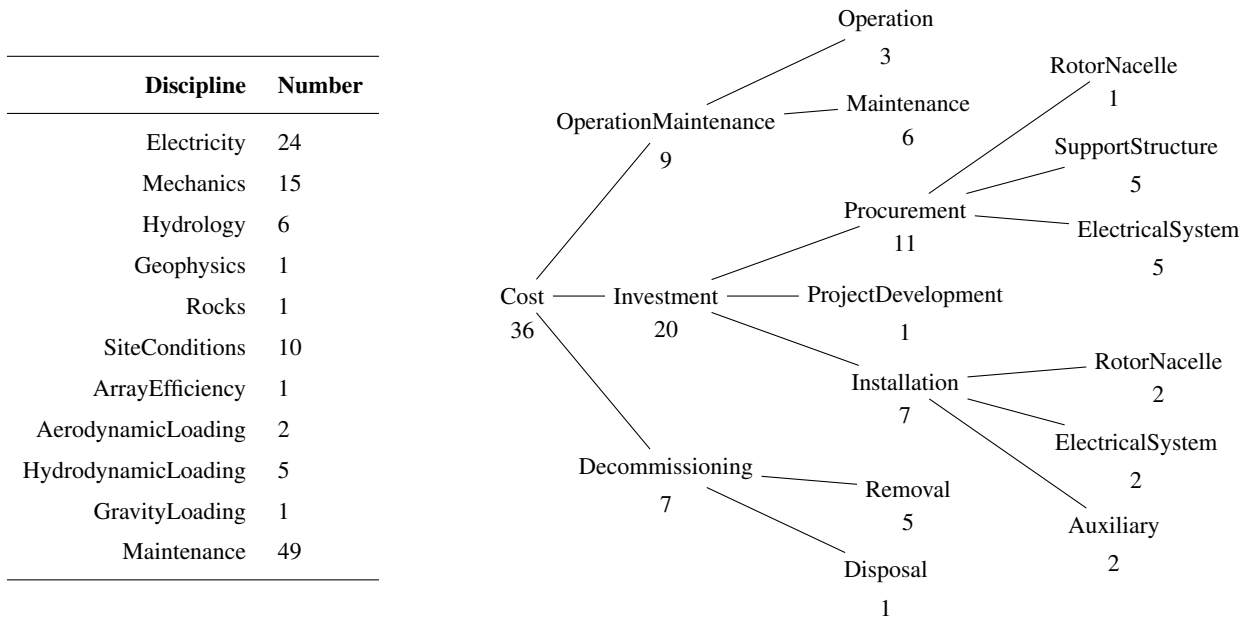 Discipline Number
Electricity 24
Mechanics 15
Hydrology 6
Geophysics 1
Rocks 1
SiteConditions 10
ArrayEfficiency 1
AerodynamicLoading 2
HydrodynamicLoading 5
GravityLoading 1
Maintenance 49
Cost
36
OperationMaintenance
9
Operation
3
Maintenance
6
Investment
20
Procurement
11
RotorNacelle
1
SupportStructure
5
ElectricalSystem
5
ProjectDevelopment
1
Installation
7
RotorNacelle
2
ElectricalSystem
2
Auxiliary
2
Decommissioning
7
Removal
5
Disposal
1